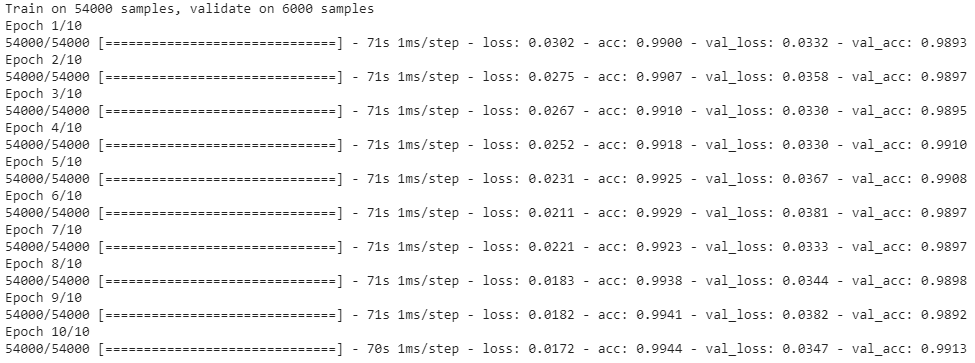 Train on 54000 samples, validate on 6000 samples
Epoch 1/10
54000/54000 [==============================] - 71s 1ms/step - loss: 0.0302 - acc: 0.9900 - val_loss: 0.0332 - val_acc: 0.9893
Epoch 2/10
54000/54000 [==============================] - 71s 1ms/step - loss: 0.0275 - acc: 0.9907 - val_loss: 0.0358 - val_acc: 0.9897
Epoch 3/10
54000/54000 [==============================] - 71s 1ms/step - loss: 0.0267 - acc: 0.9910 - val_loss: 0.0330 - val_acc: 0.9895
Epoch 4/10
54000/54000 [==============================] - 71s 1ms/step - loss: 0.0252 - acc: 0.9918 - val_loss: 0.0330 - val_acc: 0.9910
Epoch 5/10
54000/54000 [==============================] - 71s 1ms/step - loss: 0.0231 - acc: 0.9925 - val_loss: 0.0367 - val_acc: 0.9908
Epoch 6/10
54000/54000 [==============================] - 71s 1ms/step - loss: 0.0211 - acc: 0.9929 - val_loss: 0.0381 - val_acc: 0.9897
Epoch 7/10
54000/54000 [==============================] - 71s 1ms/step - loss: 0.0221 - acc: 0.9923 - val_loss: 0.0333 - val_acc: 0.9897
Epoch 8/10
54000/54000 [==============================] - 71s 1ms/step - loss: 0.0183 - acc: 0.9938 - val_loss: 0.0344 - val_acc: 0.9898
Epoch 9/10
54000/54000 [==============================] - 71s 1ms/step - loss: 0.0182 - acc: 0.9941 - val_loss: 0.0382 - val_acc: 0.9892
Epoch 10/10
54000/54000 [==============================] - 70s 1ms/step - loss: 0.0172 - acc: 0.9944 - val_loss: 0.0347 - val_acc: 0.9913